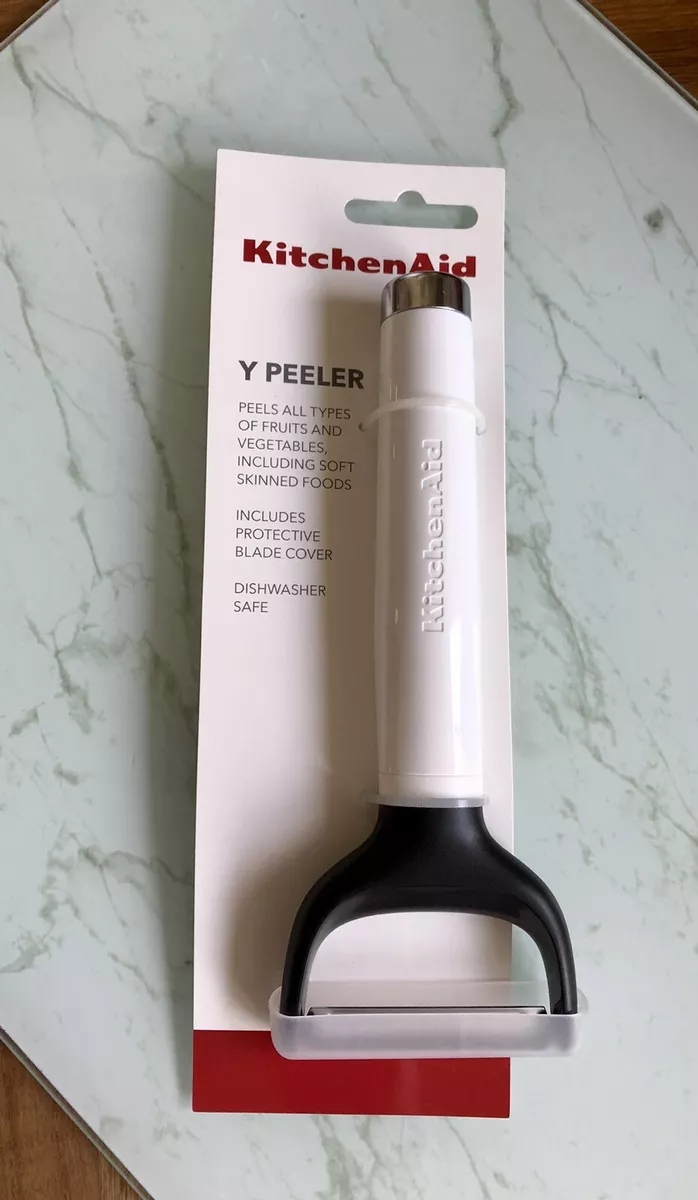 KitchenAid
Y PEELER
PEELS ALL TYPES
OF FRUITS AND
VEGETABLES,
INCLUDING SOFT
SKINNED FOODS
INCLUDES
PROTECTIVE
BLADE COVER
DISHWASHER
SAFE
KitchenAid